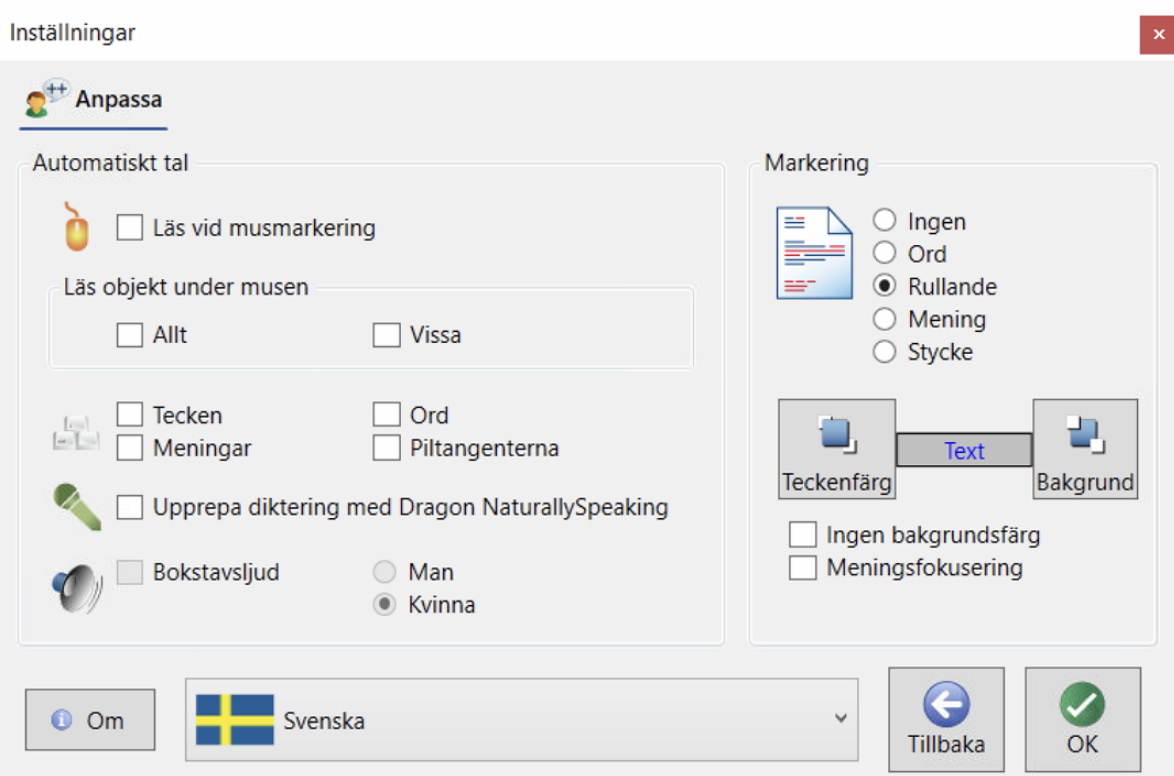 Inställningar
x
++
Anpassa
Automatiskt tal
Läs vid musmarkering
Läs objekt under musen
Allt
Vissa
Tecken
Ord
Meningar
Piltangenterna
Upprepa diktering med Dragon NaturallySpeaking
Bokstavsljud
Man
Kvinna
Markering
Ingen
Ord
Rullande
Mening
Stycke
Teckenfärg
Text
Bakgrund
Ingen bakgrundsfärg
Meningsfokusering
i Om
Svenska
Tillbaka
OK